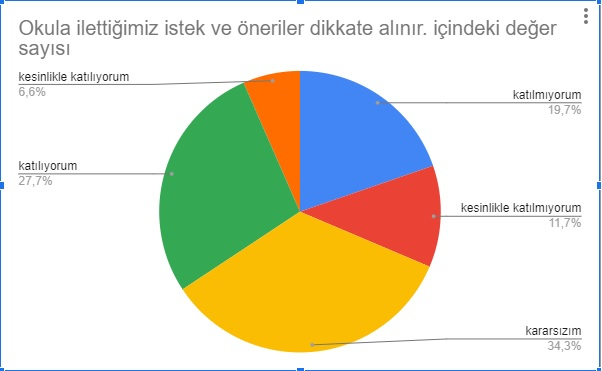 Okula ilettiğimiz istek ve öneriler dikkate alınır. içindeki değer
sayısı
kesinlikle katılıyorum
6,6%
katılmıyorum
19,7%
katılıyorum
27,7%
kesinlikle katılmıyorum
11,7%
kararsızım
34,3%